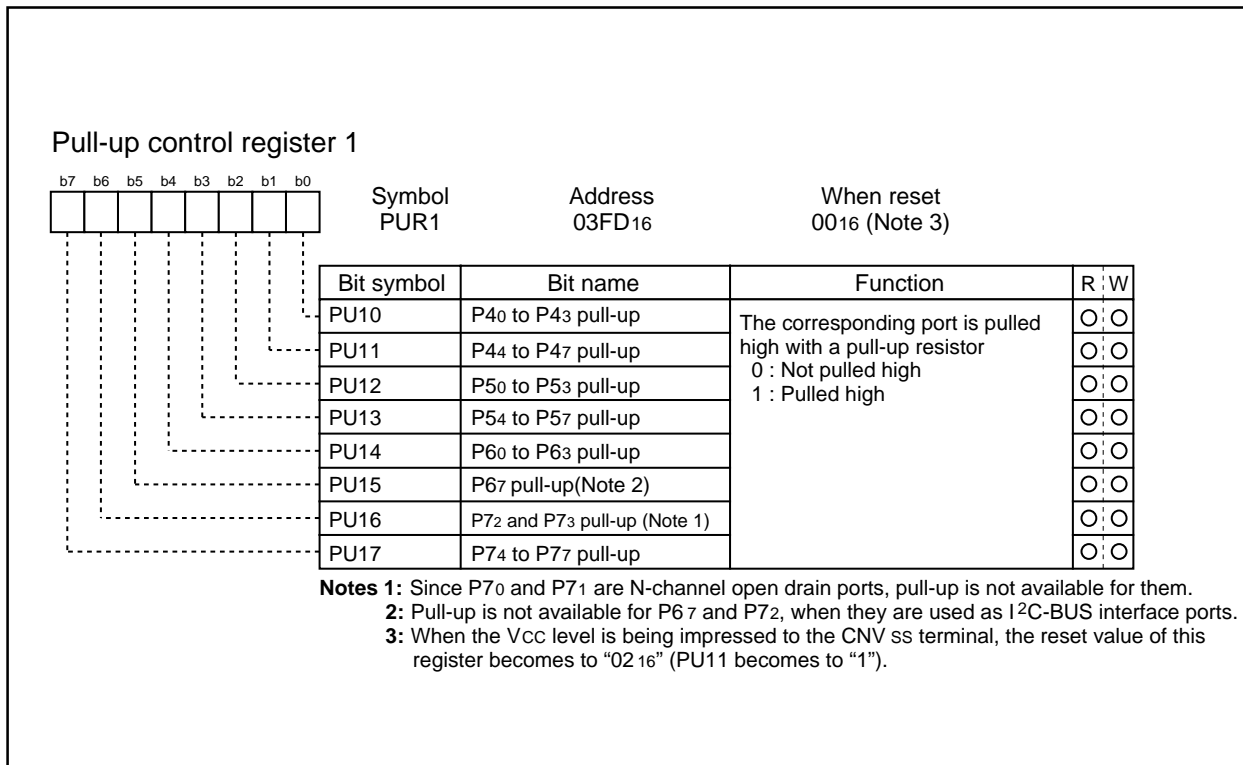 Pull-up control register 1
b7 b6 b5 b4 b3 b2 b1 b0
Symbol Address When reset
PUR1 03FD16 0016 (Note 3)
Bit symbol Bit name Function R W
PU10 P40 to P43 pull-up
The corresponding port is pulled
high with a pull-up resistor
0 : Not pulled high
1 : Pulled high
PU11 P44 to P47 pull-up
PU12 P50 to P53 pull-up
PU13 P54 to P57 pull-up
PU14 P60 to P63 pull-up
PU15 P67 pull-up(Note 2)
PU16 P72 and P73 pull-up (Note 1)
PU17 P74 to P77 pull-up
Notes 1: Since P70 and P71 are N-channel open drain ports, pull-up is not available for them.
2: Pull-up is not available for P67 and P72, when they are used as I2C-BUS interface ports.
3: When the VCC level is being impressed to the CNVSS terminal, the reset value of this
register becomes to “0216” (PU11 becomes to “1”).